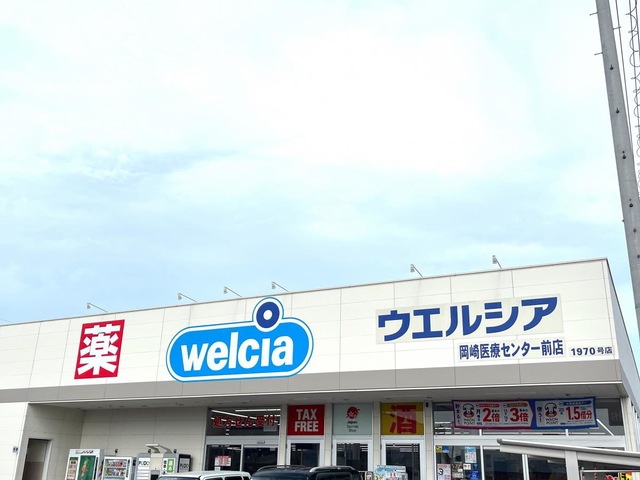 薬
welcia
ウエルシア
岡崎医療センター前店
1970号店
TAX
FREE
酒
2倍
3倍
1.5倍
PUDO